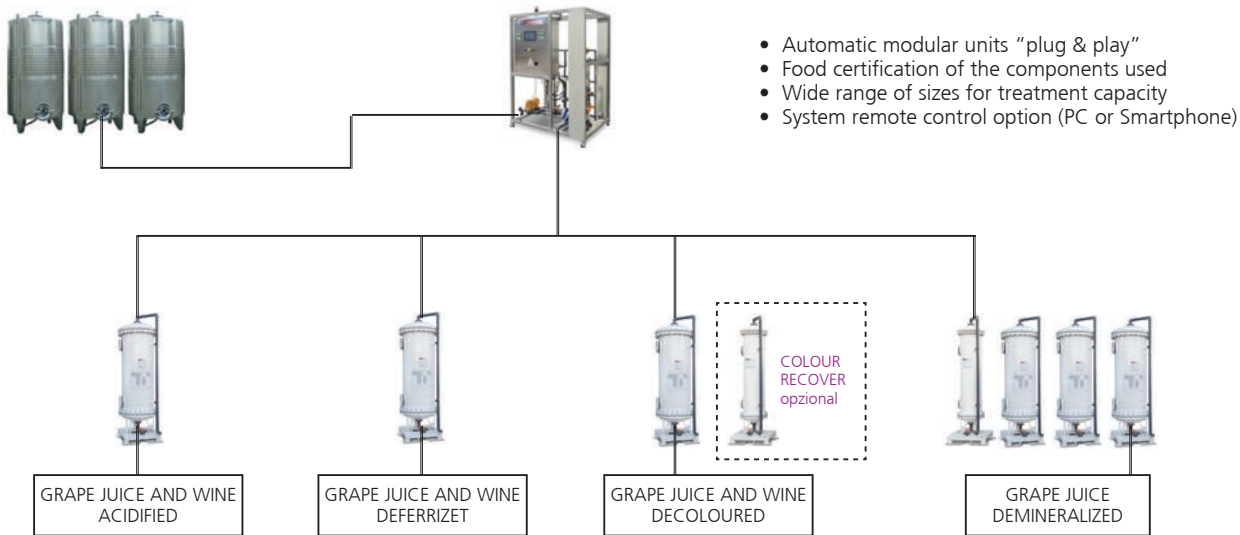 • Automatic modular units “plug & play”
• Food certification of the components used
• Wide range of sizes for treatment capacity
• System remote control option (PC or Smartphone)
COLOUR
RECOVER
opzional
GRAPE JUICE AND WINE
ACIDIFIED
GRAPE JUICE AND WINE
DEFERRIZET
GRAPE JUICE AND WINE
DECOLOURED
GRAPE JUICE
DEMINERALIZED